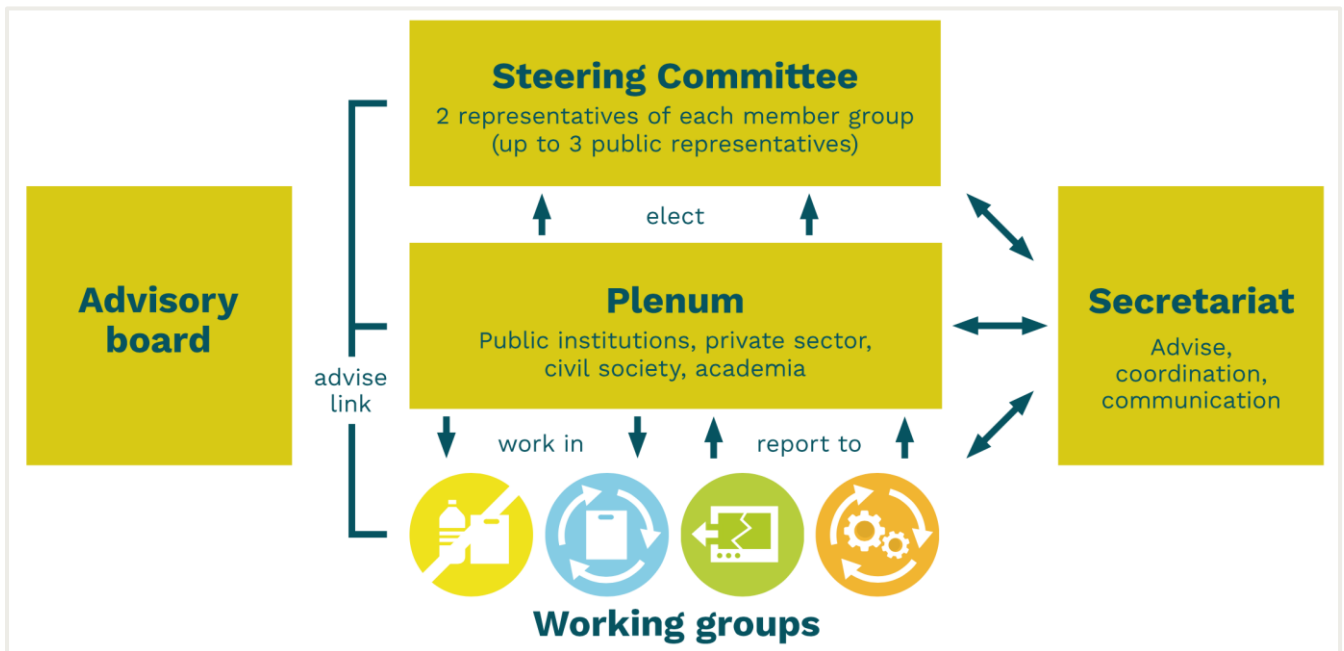 Steering Committee
2 representatives of each member group
(up to 3 public representatives)
elect
Advisory
board
advise
link
Plenum
Public institutions, private sector,
civil society, academia
Secretariat
Advise,
coordination,
communication
work in
report to
Working groups